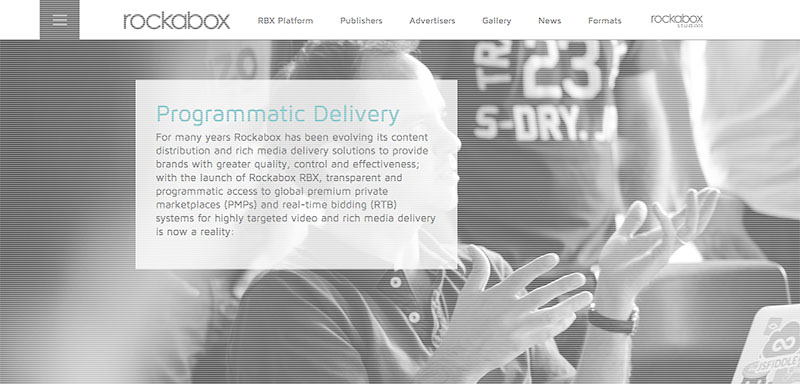 rockabox
RBX Platform
Publishers
Advertisers
Gallery
News
Formats
rockabox
studios
Programmatic Delivery
For many years Rockabox has been evolving its content
distribution and rich media delivery solutions to provide
brands with greater quality, control and effectiveness;
with the launch of Rockabox RBX, transparent and
programmatic access to global premium private
marketplaces (PMPs) and real-time bidding (RTB)
systems for highly targeted video and rich media delivery
is now a reality:
23
S-DRY.
JSFIDDLE